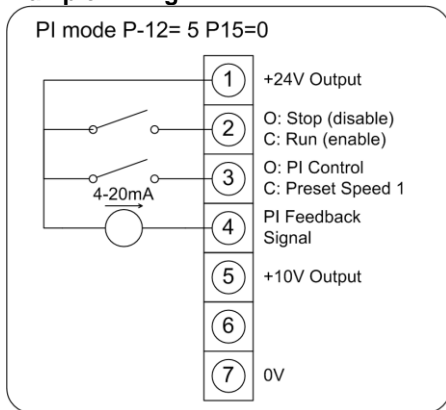 PI mode P-12= 5 P15=0
1 +24V Output
2 O: Stop (disable)
C: Run (enable)
3 O: PI Control
C: Preset Speed 1
4-20mA
4 PI Feedback
Signal
5 +10V Output
6
7 0V